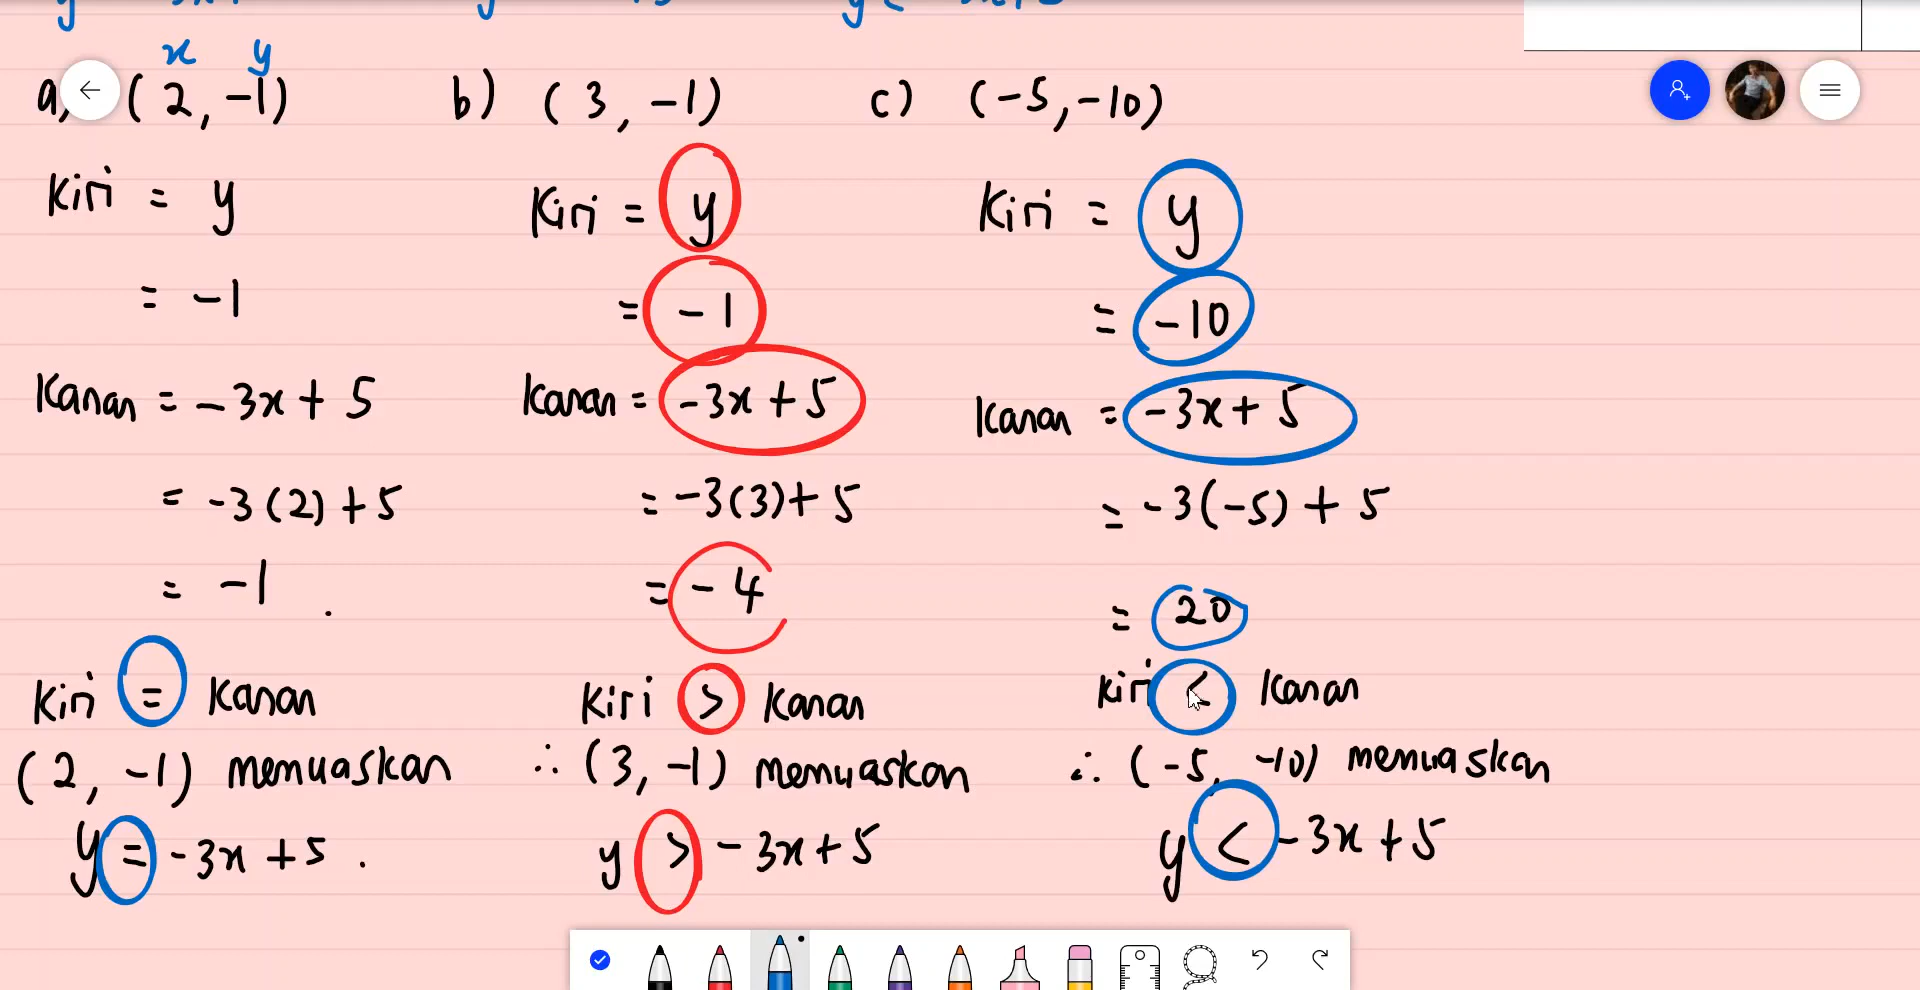 x y
a) (2, -1)
Kiri = y
= -1
Kanan = -3x + 5
= -3(2) + 5
= -1
Kiri = Kanan
(2, -1) memuaskan
y = -3x + 5 .
b) (3, -1)
Kiri = y
= -1
Kanan = -3x + 5
= -3(3) + 5
= -4
Kiri > Kanan
∴ (3, -1) memuaskan
y > -3x + 5
c) (-5, -10)
Kiri = y
= -10
Kanan = -3x + 5
= -3(-5) + 5
= 20
Kiri < Kanan
∴ (-5, -10) memuaskan
y < -3x + 5